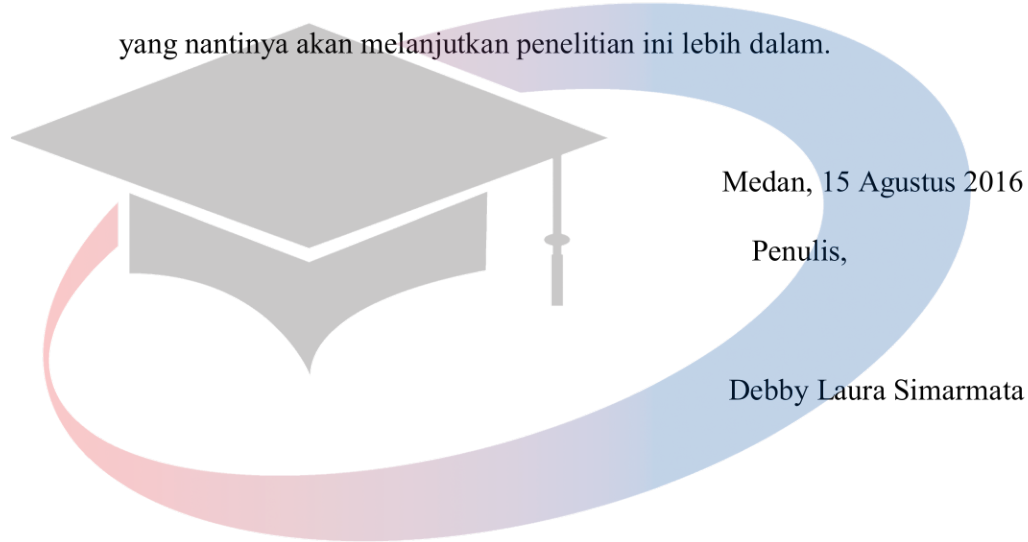 yang nantinya akan melanjutkan penelitian ini lebih dalam.
Medan, 15 Agustus 2016
Penulis,
Debby Laura Simarmata